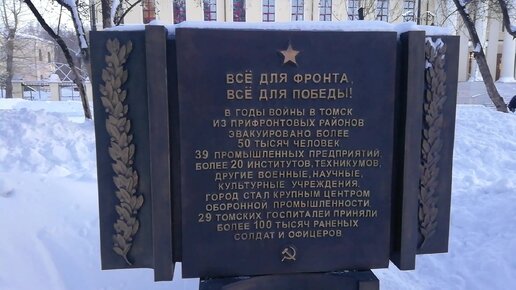 ВСЁ ДЛЯ ФРОНТА,
ВСЁ ДЛЯ ПОБЕДЫ!
В ГОДЫ ВОЙНЫ В ТОМСК
ИЗ ПРИФРОНТОВЫХ РАЙОНОВ
ЭВАКУИРОВАНО БОЛЕЕ
50 ТЫСЯЧ ЧЕЛОВЕК
39 ПРОМЫШЛЕННЫХ ПРЕДПРИЯТИЙ.
БОЛЕЕ 20 ИНСТИТУТОВ, ТЕХНИКУМОВ,
ДРУГИЕ ВОЕННЫЕ, НАУЧНЫЕ,
КУЛЬТУРНЫЕ УЧРЕЖДЕНИЯ.
ГОРОД СТАЛ КРУПНЫМ ЦЕНТРОМ
ОБОРОННОЙ ПРОМЫШЛЕННОСТИ.
29 ТОМСКИХ ГОСПИТАЛЕЙ ПРИНЯЛИ
БОЛЕЕ 100 ТЫСЯЧ РАНЕНЫХ
СОЛДАТ И ОФИЦЕРОВ.